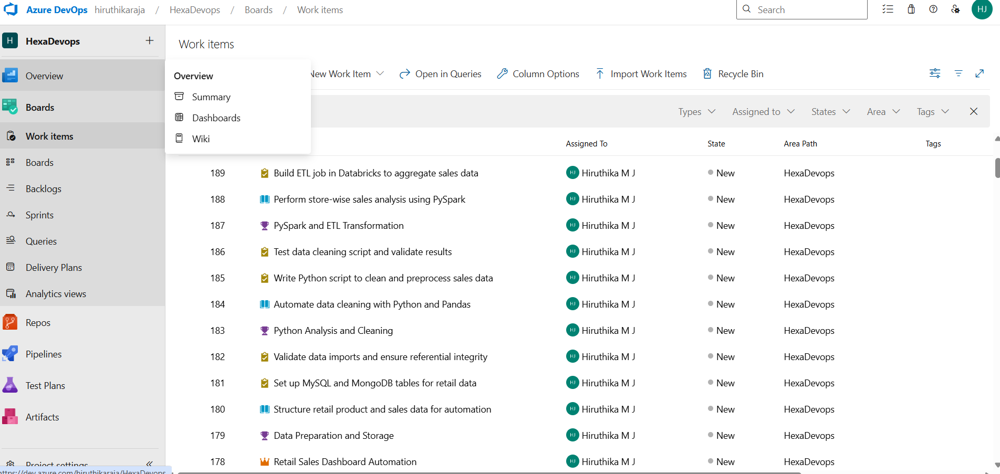 Azure DevOps hiruthikaraja / HexaDevops / Boards / Work items Search HJ
H HexaDevops +
Work items
Overview
Overview
Summary
Dashboards
Wiki
New Work Item Open in Queries Column Options Import Work Items Recycle Bin
Boards
Types Assigned to States Area Tags
Work items
Assigned To State Area Path Tags
Boards
Backlogs
Sprints
Queries
Delivery Plans
Analytics views
Repos
Pipelines
Test Plans
Artifacts
Project settings
https://dev.azure.com/hiruthikaraja/HexaDevops
189 Build ETL job in Databricks to aggregate sales data HJ Hiruthika M J New HexaDevops
188 Perform store-wise sales analysis using PySpark HJ Hiruthika M J New HexaDevops
187 PySpark and ETL Transformation HJ Hiruthika M J New HexaDevops
186 Test data cleaning script and validate results HJ Hiruthika M J New HexaDevops
185 Write Python script to clean and preprocess sales data HJ Hiruthika M J New HexaDevops
184 Automate data cleaning with Python and Pandas HJ Hiruthika M J New HexaDevops
183 Python Analysis and Cleaning HJ Hiruthika M J New HexaDevops
182 Validate data imports and ensure referential integrity HJ Hiruthika M J New HexaDevops
181 Set up MySQL and MongoDB tables for retail data HJ Hiruthika M J New HexaDevops
180 Structure retail product and sales data for automation HJ Hiruthika M J New HexaDevops
179 Data Preparation and Storage HJ Hiruthika M J New HexaDevops
178 Retail Sales Dashboard Automation HJ Hiruthika M J New HexaDevops